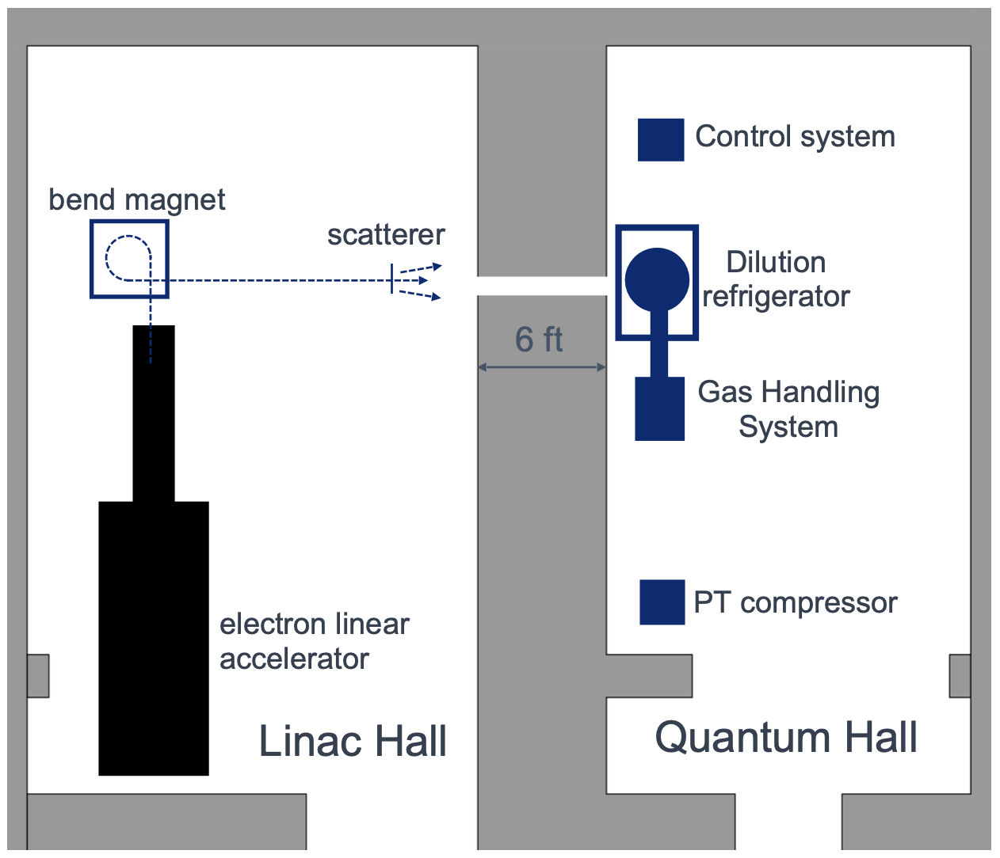 Control system
bend magnet
scatterer
Dilution
refrigerator
6 ft
Gas Handling
System
PT compressor
electron linear
accelerator
Linac Hall
Quantum Hall